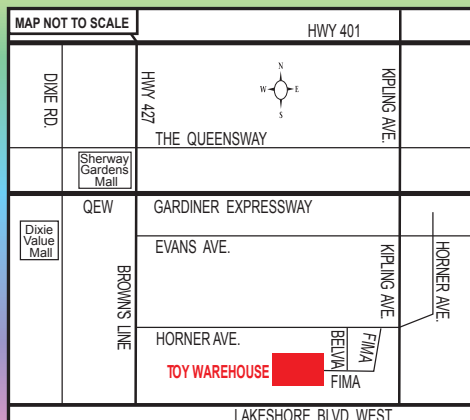 MAP NOT TO SCALE
HWY 401
DIXIE RD.
HWY 427
N
W E
S
KIPLING AVE.
THE QUEENSWAY
Sherway
Gardens
Mall
QEW
GARDINER EXPRESSWAY
Dixie
Value
Mall
EVANS AVE.
BROWN'S LINE
KIPLING AVE.
HORNER AVE.
HORNER AVE.
BELVIA
FIMA
TOY WAREHOUSE
FIMA
LAKESHORE BLVD. WEST